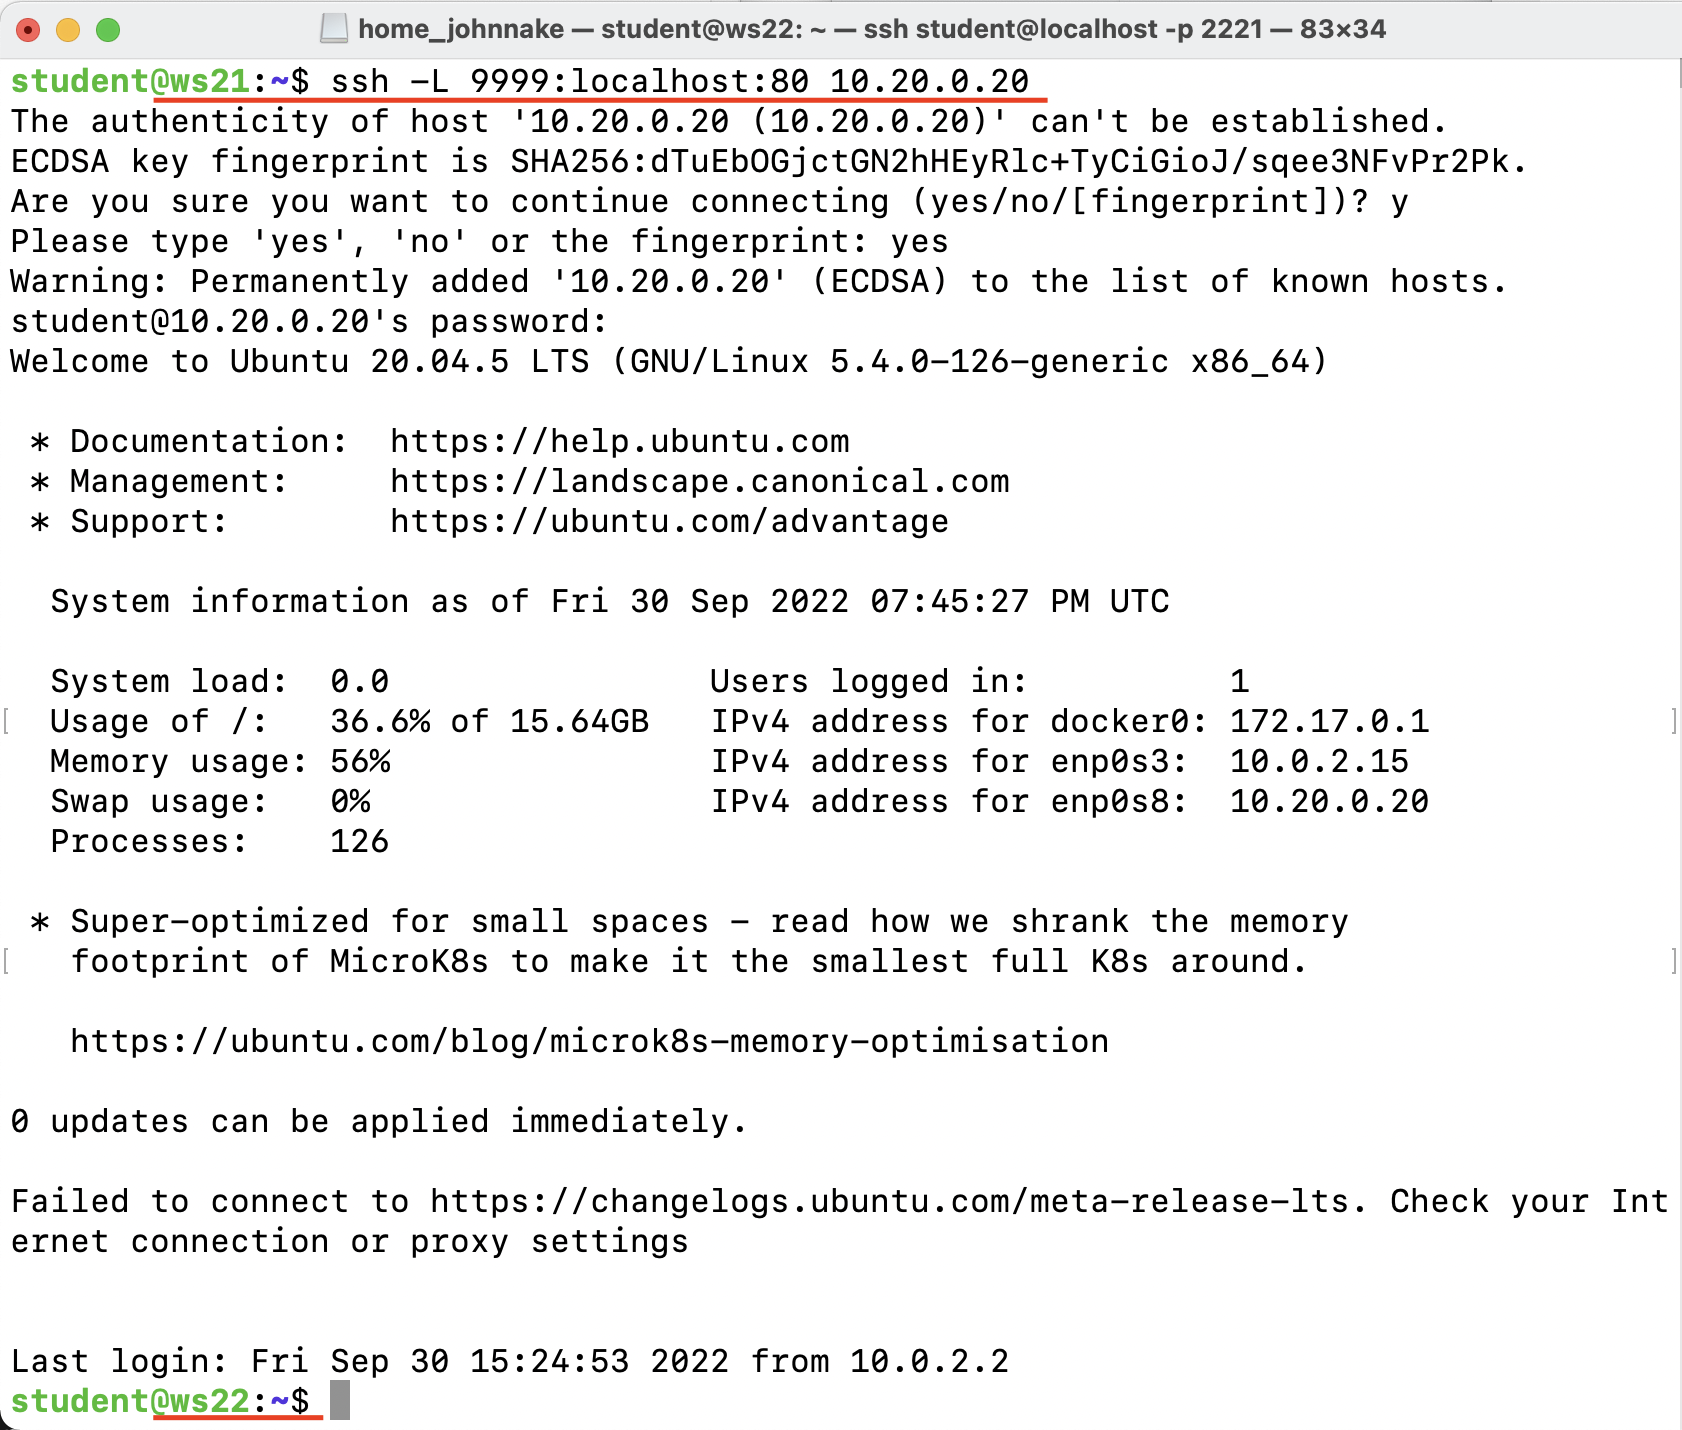 home_johnnake — student@ws22: ~ — ssh student@localhost -p 2221 — 83×34
student@ws21:~$ ssh -L 9999:localhost:80 10.20.0.20
The authenticity of host '10.20.0.20 (10.20.0.20)' can't be established.
ECDSA key fingerprint is SHA256:dTuEbOGjctGN2hHEyRlc+TyCiGioJ/sqee3NFvPr2Pk.
Are you sure you want to continue connecting (yes/no/[fingerprint])? y
Please type 'yes', 'no' or the fingerprint: yes
Warning: Permanently added '10.20.0.20' (ECDSA) to the list of known hosts.
student@10.20.0.20's password:
Welcome to Ubuntu 20.04.5 LTS (GNU/Linux 5.4.0-126-generic x86_64)
* Documentation:  https://help.ubuntu.com
* Management:     https://landscape.canonical.com
* Support:        https://ubuntu.com/advantage
System information as of Fri 30 Sep 2022 07:45:27 PM UTC
System load:  0.0                Users logged in:          1
Usage of /:   36.6% of 15.64GB   IPv4 address for docker0: 172.17.0.1
Memory usage: 56%                IPv4 address for enp0s3:  10.0.2.15
Swap usage:   0%                 IPv4 address for enp0s8:  10.20.0.20
Processes:    126
* Super-optimized for small spaces - read how we shrank the memory
footprint of MicroK8s to make it the smallest full K8s around.
https://ubuntu.com/blog/microk8s-memory-optimisation
0 updates can be applied immediately.
Failed to connect to https://changelogs.ubuntu.com/meta-release-lts. Check your Int
ernet connection or proxy settings
Last login: Fri Sep 30 15:24:53 2022 from 10.0.2.2
student@ws22:~$